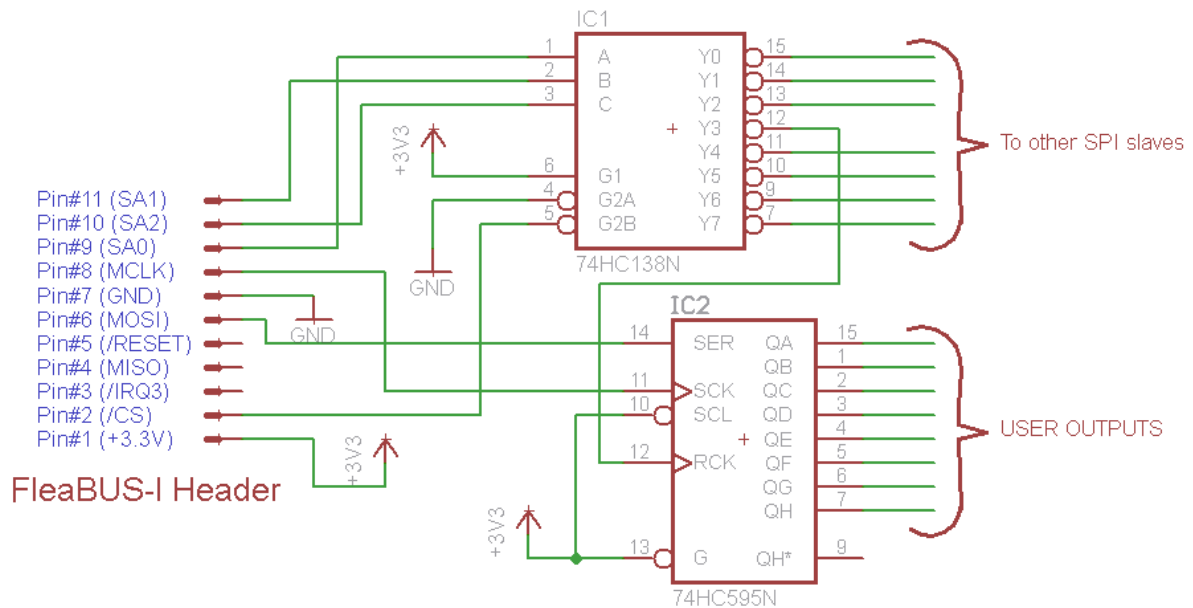 IC1
1
2
3
6
4
5
A
B
C
G1
G2A
G2B
Y0
Y1
Y2
Y3
Y4
Y5
Y6
Y7
15
14
13
12
11
10
9
7
74HC138N
To other SPI slaves
+3V3
GND
Pin#11 (SA1)
Pin#10 (SA2)
Pin#9 (SA0)
Pin#8 (MCLK)
Pin#7 (GND)
Pin#6 (MOSI)
Pin#5 (/RESET)
Pin#4 (MISO)
Pin#3 (/IRQ3)
Pin#2 (/CS)
Pin#1 (+3.3V)
GND
+3V3
FleaBUS-I Header
IC2
14
11
10
12
13
SER
SCK
SCL
RCK
G
QA
QB
QC
QD
QE
QF
QG
QH
QH*
15
1
2
3
4
5
6
7
9
+3V3
74HC595N
USER OUTPUTS